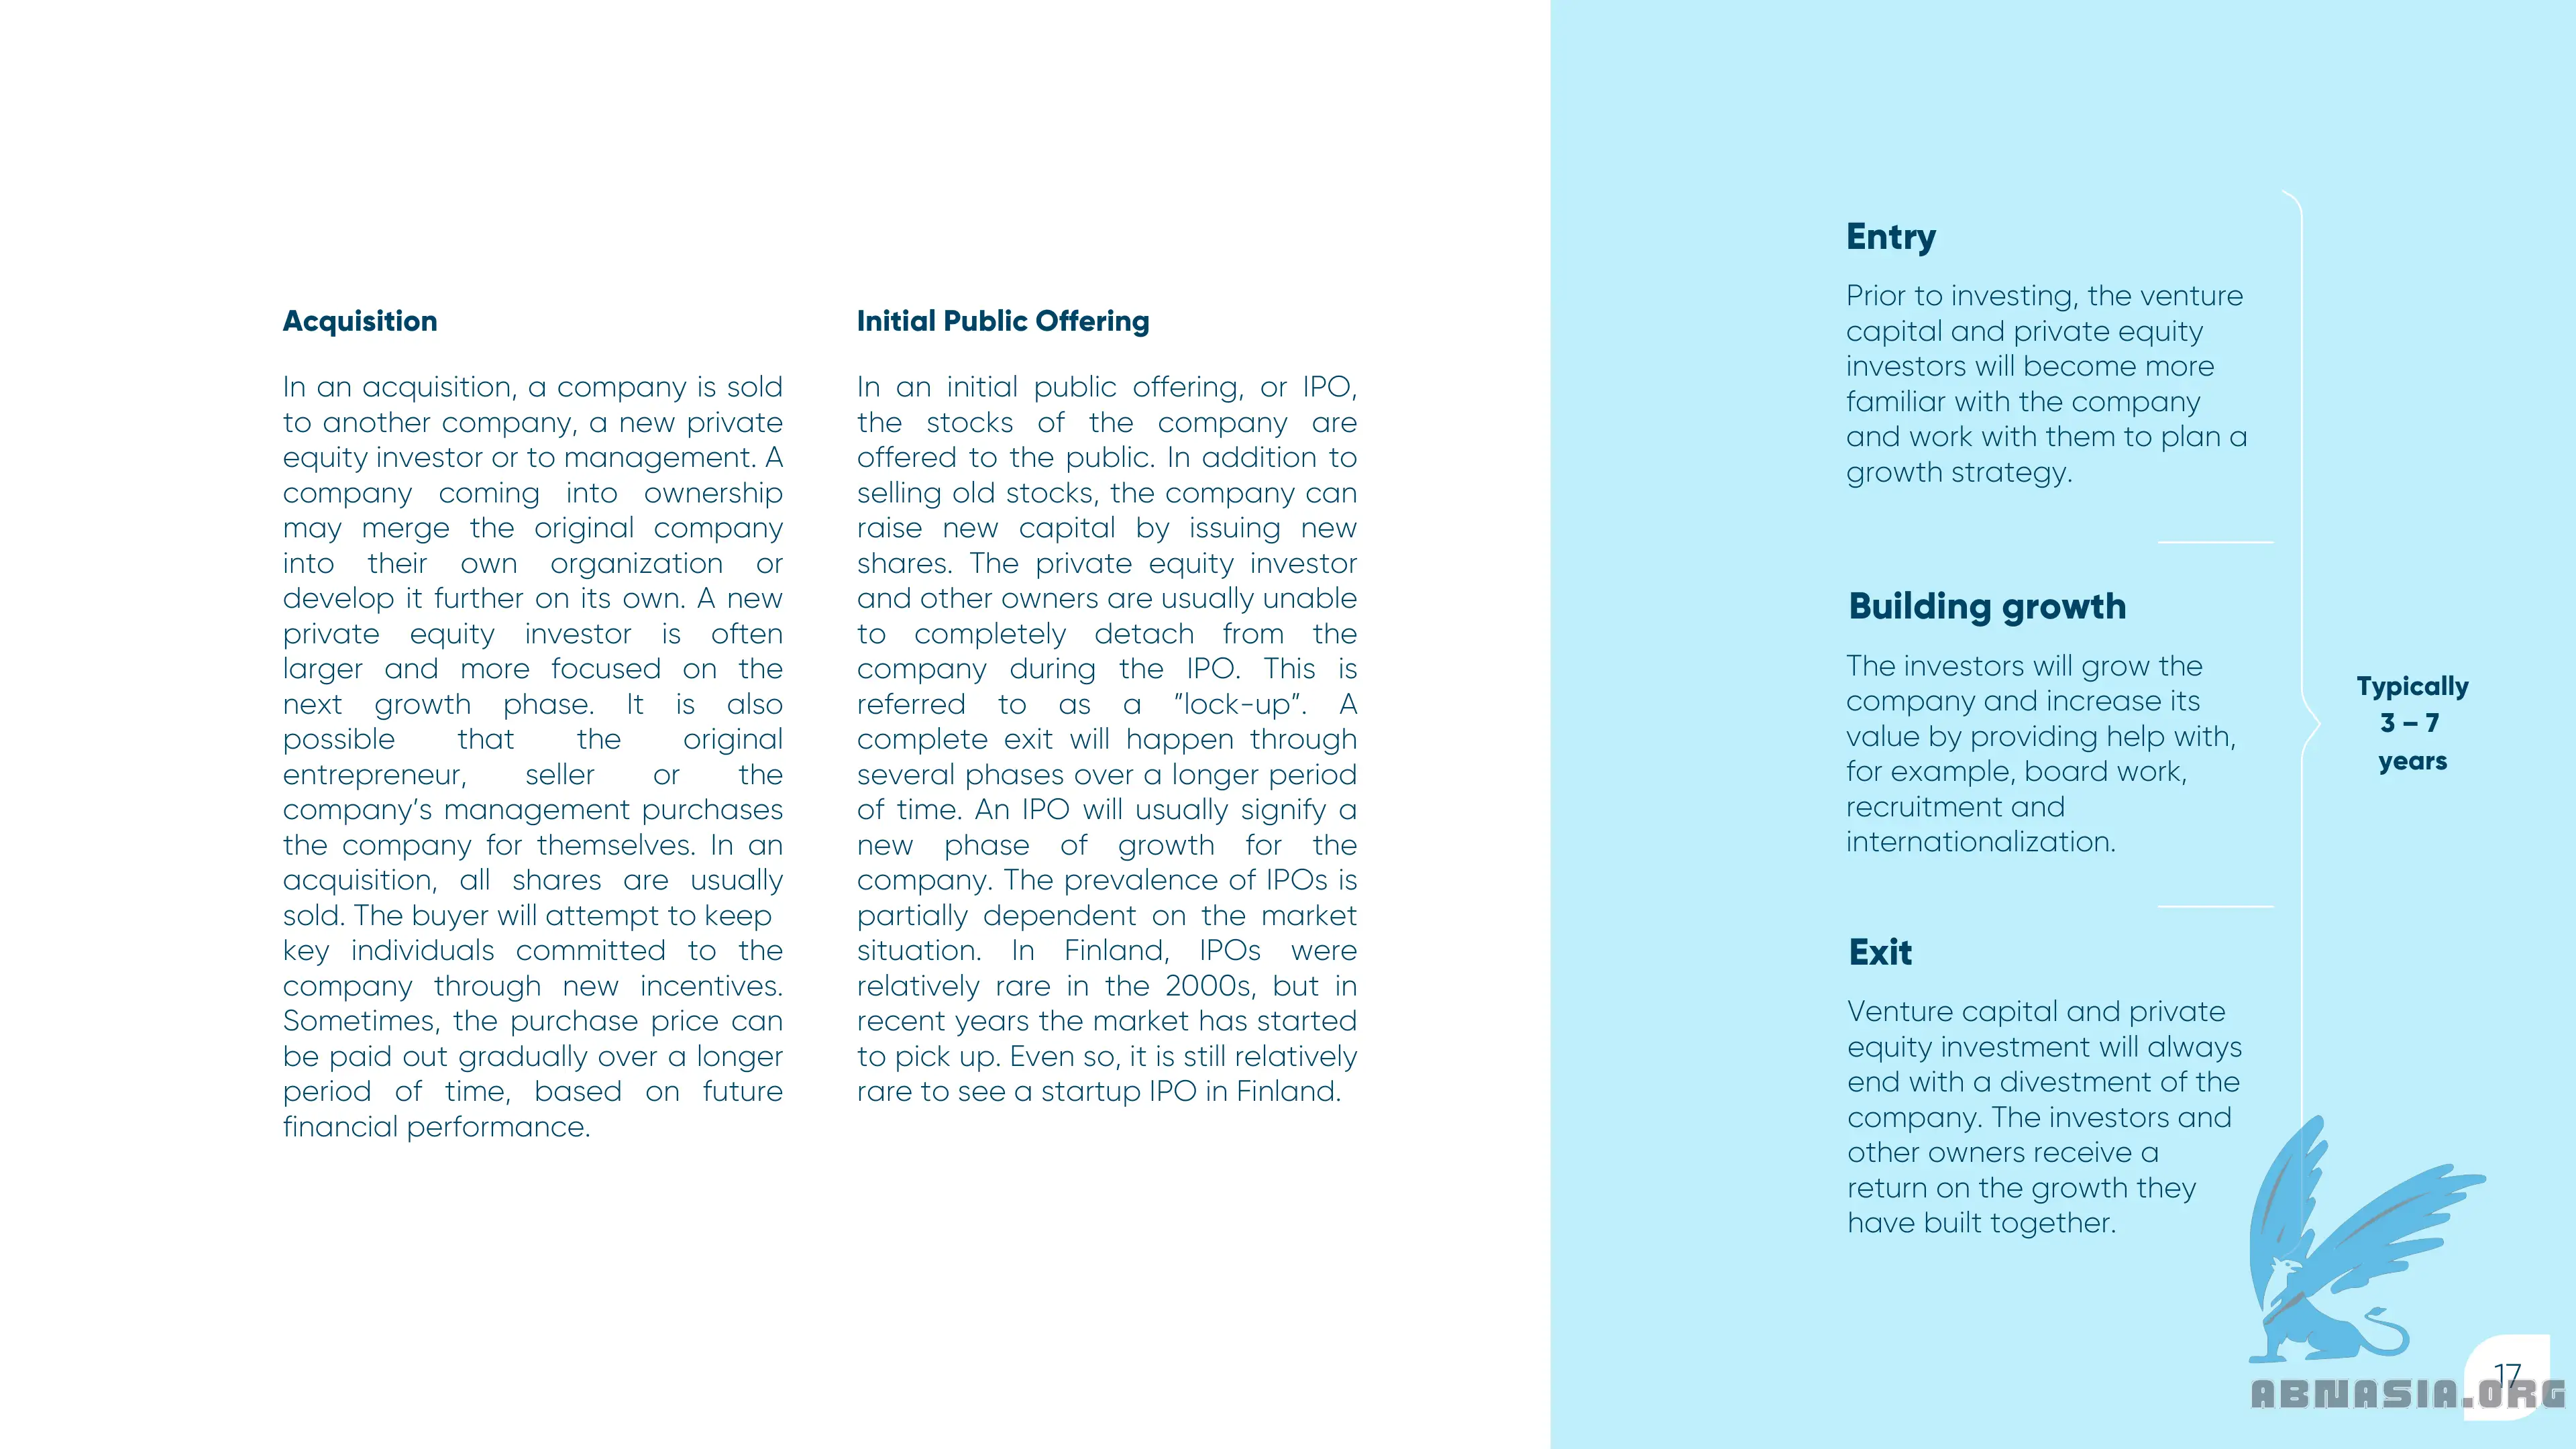 Acquisition
In an acquisition, a company is sold
to another company, a new private
equity investor or to management. A
company coming into ownership
may merge the original company
into their own organization or
develop it further on its own. A new
private equity investor is often
larger and more focused on the
next growth phase. It is also
possible that the original
entrepreneur, seller or the
company's management purchases
the company for themselves. In an
acquisition, all shares are usually
sold. The buyer will attempt to keep
key individuals committed to the
company through new incentives.
Sometimes, the purchase price can
be paid out gradually over a longer
period of time, based on future
financial performance.
Initial Public Offering
In an initial public offering, or IPO,
the stocks of the company are
offered to the public. In addition to
selling old stocks, the company can
raise new capital by issuing new
shares. The private equity investor
and other owners are usually unable
to completely detach from the
company during the IPO. This is
referred to as a ”lock-up”. A
complete exit will happen through
several phases over a longer period
of time. An IPO will usually signify a
new phase of growth for the
company. The prevalence of IPOs is
partially dependent on the market
situation. In Finland, IPOs were
relatively rare in the 2000s, but in
recent years the market has started
to pick up. Even so, it is still relatively
rare to see a startup IPO in Finland.
Entry
Prior to investing, the venture
capital and private equity
investors will become more
familiar with the company
and work with them to plan a
growth strategy.
Building growth
The investors will grow the
company and increase its
value by providing help with,
for example, board work,
recruitment and
internationalization.
Exit
Venture capital and private
equity investment will always
end with a divestment of the
company. The investors and
other owners receive a
return on the growth they
have built together.
Typically
3 – 7
years
17
ABNASIA.ORG